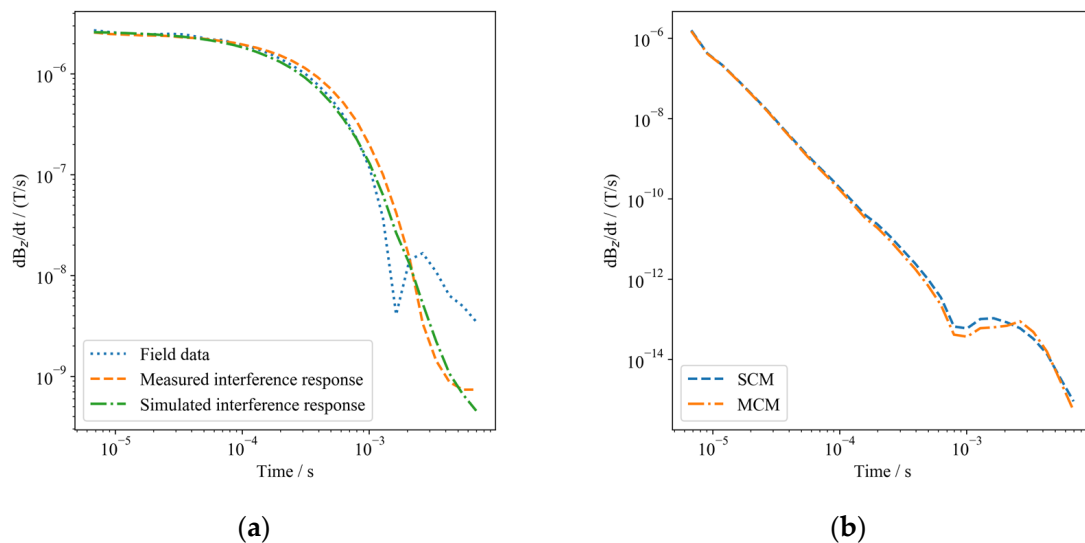 10⁻⁶
10⁻⁷
10⁻⁸
10⁻⁹
dB_z/dt / (T/s)
Field data
Measured interference response
Simulated interference response
10⁻⁵
10⁻⁴
10⁻³
Time / s
(a)
10⁻⁶
10⁻⁸
10⁻¹⁰
10⁻¹²
10⁻¹⁴
dB_z/dt / (T/s)
SCM
MCM
10⁻⁵
10⁻⁴
10⁻³
Time / s
(b)